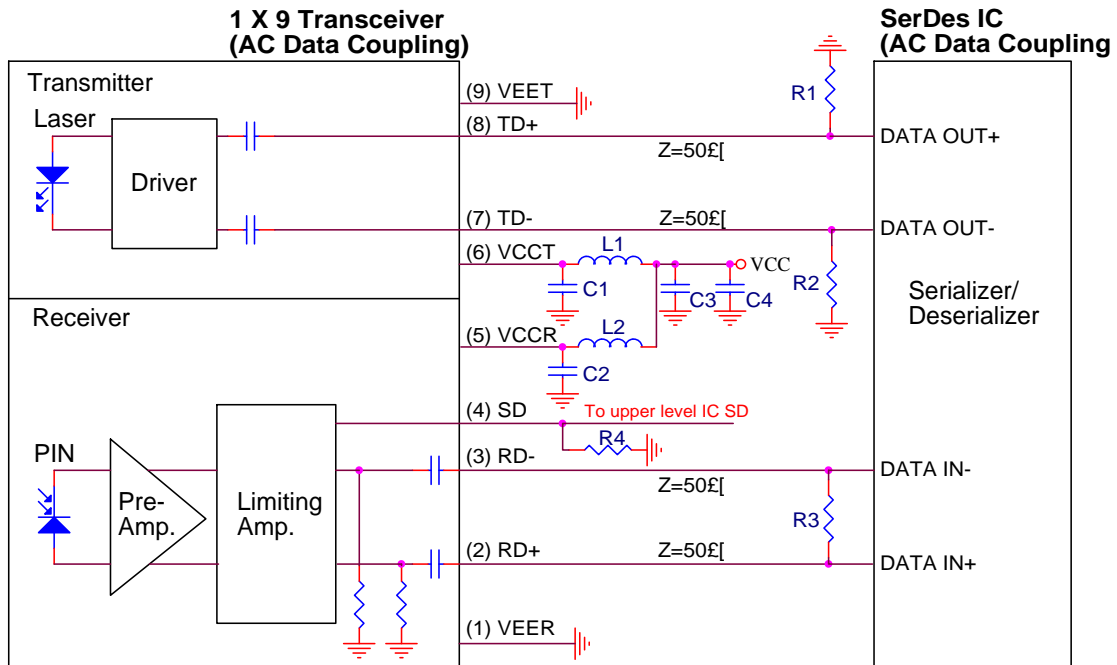 1 X 9 Transceiver
(AC Data Coupling)
SerDes IC
(AC Data Coupling
Transmitter
Laser
Driver
(9) VEET
(8) TD+
Z=50£[
R1
DATA OUT+
(7) TD-
Z=50£[
DATA OUT-
(6) VCCT
L1
VCC
C1
C3
C4
R2
Serializer/
Deserializer
Receiver
(5) VCCR
L2
C2
(4) SD
To upper level IC SD
R4
PIN
Pre-
Amp.
Limiting
Amp.
(3) RD-
Z=50£[
DATA IN-
R3
(2) RD+
Z=50£[
DATA IN+
(1) VEER